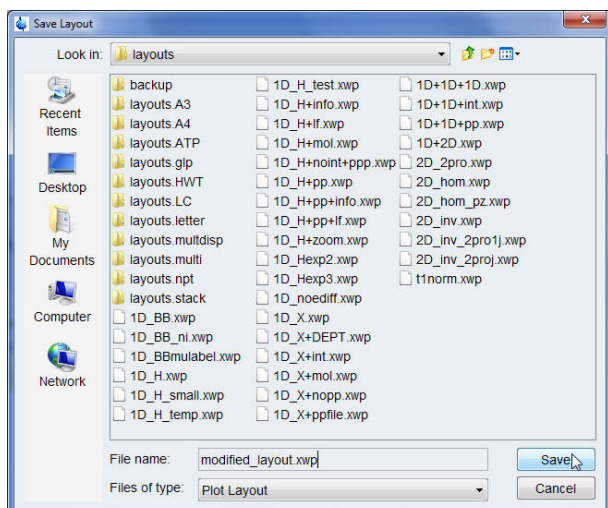 Save Layout
Look in: layouts
Recent Items
Desktop
My Documents
Computer
Network
backup
layouts.A3
layouts.A4
layouts.ATP
layouts.glp
layouts.HWT
layouts.LC
layouts.letter
layouts.multdisp
layouts.multi
layouts.npt
layouts.stack
1D_BB.xwp
1D_BB_ni.xwp
1D_BBmulabel.xwp
1D_H.xwp
1D_H_small.xwp
1D_H_temp.xwp
1D_H_test.xwp
1D_H+info.xwp
1D_H+lf.xwp
1D_H+mol.xwp
1D_H+noint+ppp.xwp
1D_H+pp.xwp
1D_H+pp+info.xwp
1D_H+pp+lf.xwp
1D_H+zoom.xwp
1D_Hexp2.xwp
1D_Hexp3.xwp
1D_noediff.xwp
1D_X.xwp
1D_X+DEPT.xwp
1D_X+int.xwp
1D_X+mol.xwp
1D_X+nopp.xwp
1D_X+ppfile.xwp
1D+1D+1D.xwp
1D+1D+int.xwp
1D+1D+pp.xwp
1D+2D.xwp
2D_2pro.xwp
2D_hom.xwp
2D_hom_pz.xwp
2D_inv.xwp
2D_inv_2pro1j.xwp
2D_inv_2proj.xwp
t1norm.xwp
File name: modified_layout.xwp Save
Files of type: Plot Layout Cancel